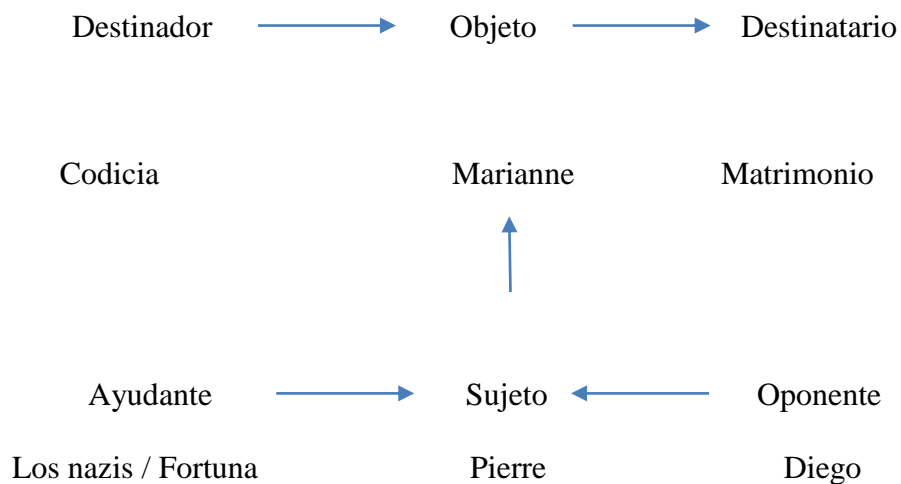 Destinador Objeto Destinatario
Codicia Marianne Matrimonio
Ayudante Sujeto Oponente
Los nazis / Fortuna Pierre Diego